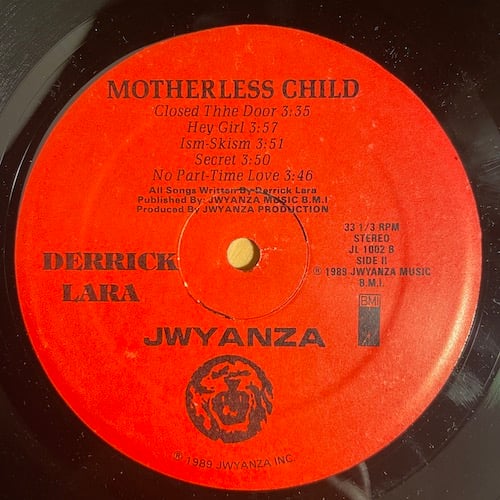 MOTHERLESS CHILD
Closed Thhe Door 3:35
Hey Girl 3:57
Ism-Skism 3:51
Secret 3:50
No Part-Time Love 3:46
All Songs Written By Derrick Lara
Published By: JWYANZA MUSIC B.M.I
Produced By JWYANZA PRODUCTION
33 1/3 RPM
STEREO
JL 1002 B
SIDE II
℗ 1989 JWYANZA MUSIC
B.M.I.
BMI
DERRICK
LARA
JWYANZA
℗ 1989 JWYANZA INC.